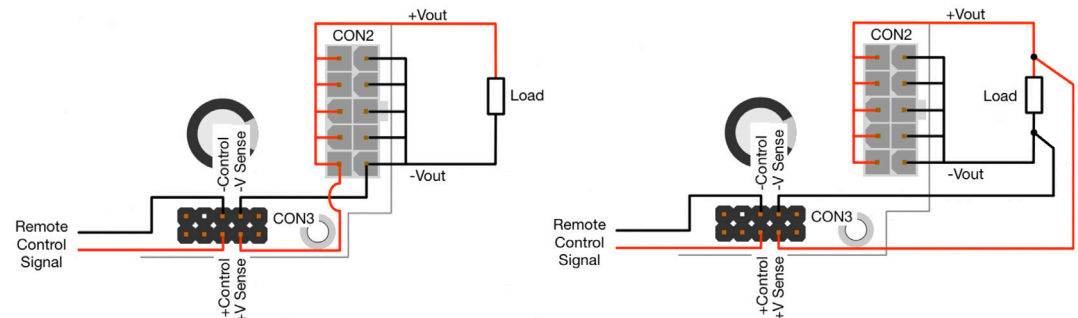 +Vout
CON2
Load
-Vout
-Control
-V Sense
CON3
Remote
Control
Signal
+Control
+V Sense
+Vout
CON2
Load
-Vout
-Control
-V Sense
CON3
Remote
Control
Signal
+Control
+V Sense